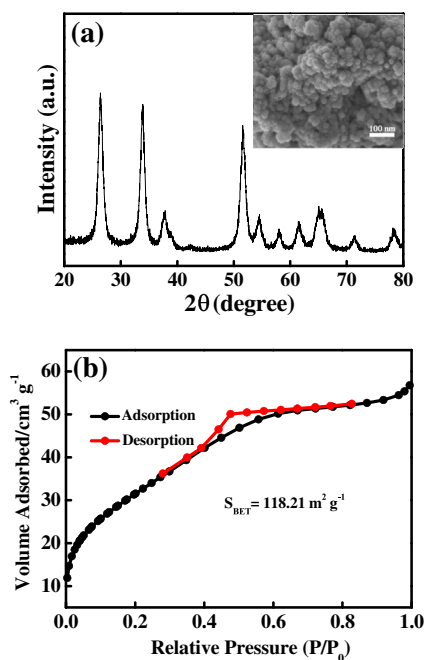 (a)
100 nm
Intensity (a.u.)
20 30 40 50 60 70 80
2θ (degree)
(b)
60
50
40
30
20
10
Adsorption
Desorption
S_BET = 118.21 m² g⁻¹
Volume Adsorbed/cm³ g⁻¹
0.0 0.2 0.4 0.6 0.8 1.0
Relative Pressure (P/P₀)